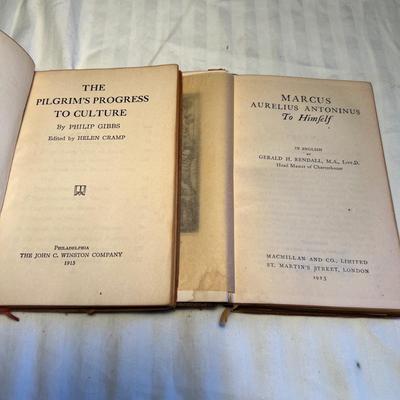 THE
PILGRIM'S PROGRESS
TO CULTURE
By PHILIP GIBBS
Edited by HELEN CRAMP
PHILADELPHIA
THE JOHN C. WINSTON COMPANY
1915
MARCUS
AURELIUS ANTONINUS
To Himself
IN ENGLISH
BY
GERALD H. RENDALL, M.A., Litt.D.
Head Master of Charterhouse
MACMILLAN AND CO., LIMITED
ST. MARTIN'S STREET, LONDON